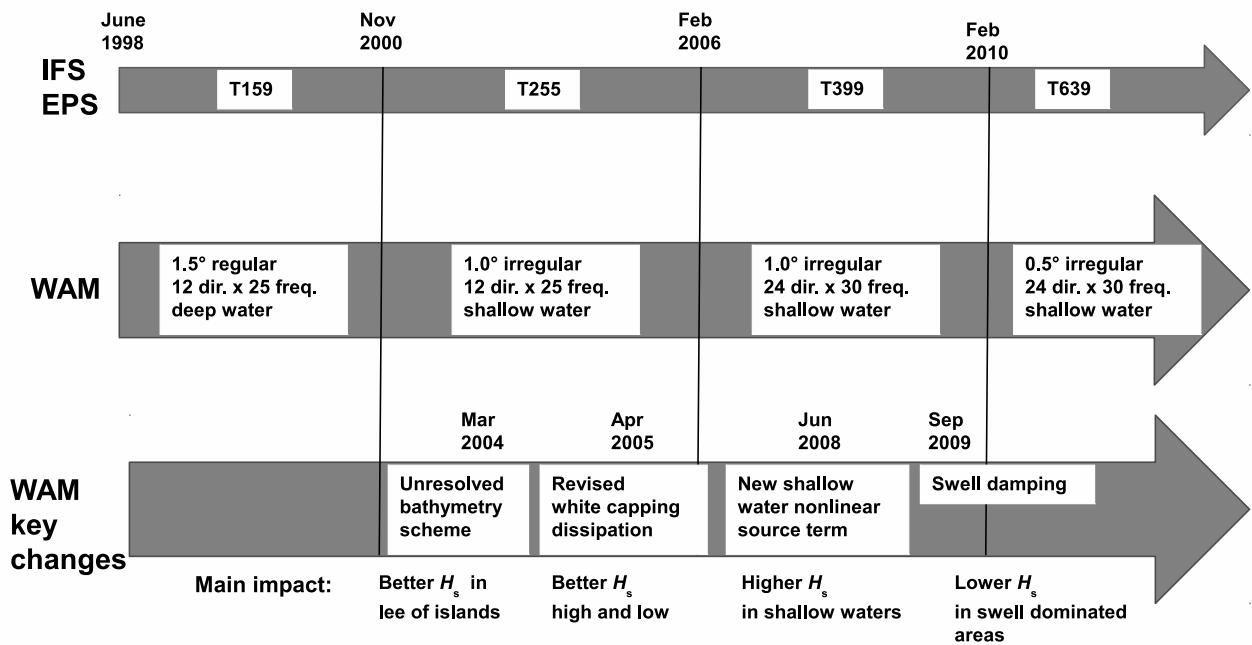 June
1998
Nov
2000
Feb
2006
Feb
2010
IFS
EPS
T159
T255
T399
T639
WAM
1.5° regular
12 dir. x 25 freq.
deep water
1.0° irregular
12 dir. x 25 freq.
shallow water
1.0° irregular
24 dir. x 30 freq.
shallow water
0.5° irregular
24 dir. x 30 freq.
shallow water
Mar
2004
Apr
2005
Jun
2008
Sep
2009
WAM
key
changes
Unresolved
bathymetry
scheme
Revised
white capping
dissipation
New shallow
water nonlinear
source term
Swell damping
Main impact:
Better Hs in
lee of islands
Better Hs
high and low
Higher Hs
in shallow waters
Lower Hs
in swell dominated
areas